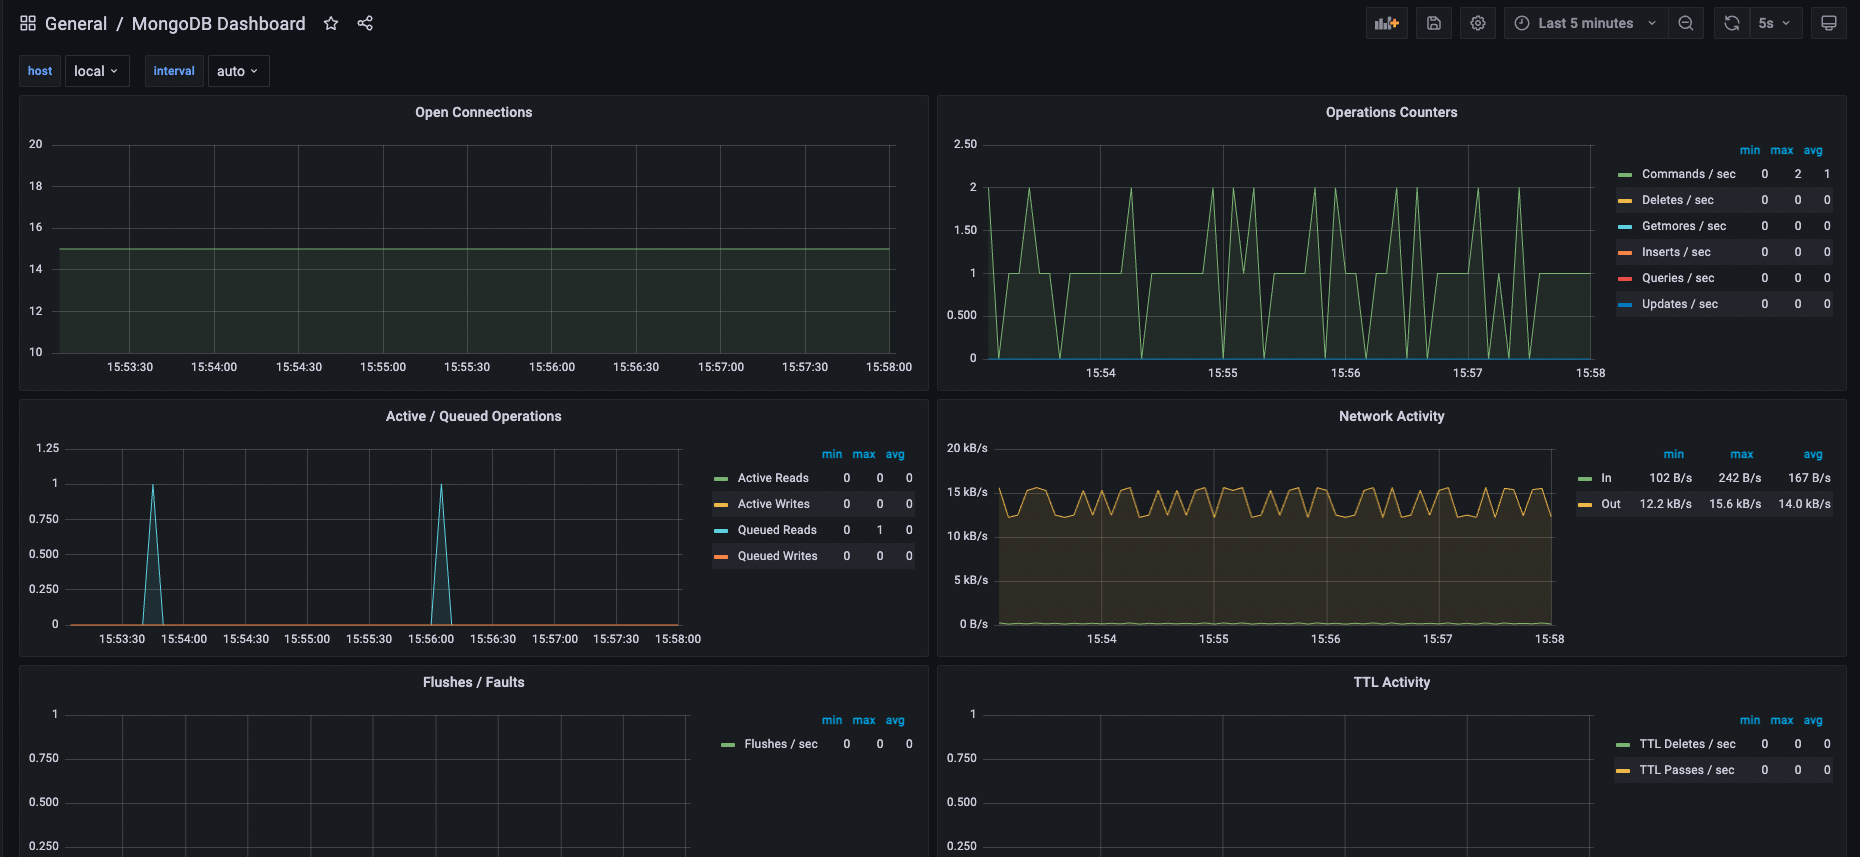 General / MongoDB Dashboard
Last 5 minutes
5s
host local interval auto
Open Connections
20
18
16
14
12
10
15:53:30 15:54:00 15:54:30 15:55:00 15:55:30 15:56:00 15:56:30 15:57:00 15:57:30 15:58:00
Operations Counters
2.50
2
1.50
1
0.500
0
15:54 15:55 15:56 15:57 15:58
min max avg
Commands / sec 0 2 1
Deletes / sec 0 0 0
Getmores / sec 0 0 0
Inserts / sec 0 0 0
Queries / sec 0 0 0
Updates / sec 0 0 0
Active / Queued Operations
1.25
1
0.750
0.500
0.250
0
15:53:30 15:54:00 15:54:30 15:55:00 15:55:30 15:56:00 15:56:30 15:57:00 15:57:30 15:58:00
min max avg
Active Reads 0 0 0
Active Writes 0 0 0
Queued Reads 0 1 0
Queued Writes 0 0 0
Network Activity
20 kB/s
15 kB/s
10 kB/s
5 kB/s
0 B/s
15:54 15:55 15:56 15:57 15:58
min max avg
In 102 B/s 242 B/s 167 B/s
Out 12.2 kB/s 15.6 kB/s 14.0 kB/s
Flushes / Faults
1
0.750
0.500
0.250
min max avg
Flushes / sec 0 0 0
TTL Activity
1
0.750
0.500
0.250
min max avg
TTL Deletes / sec 0 0 0
TTL Passes / sec 0 0 0